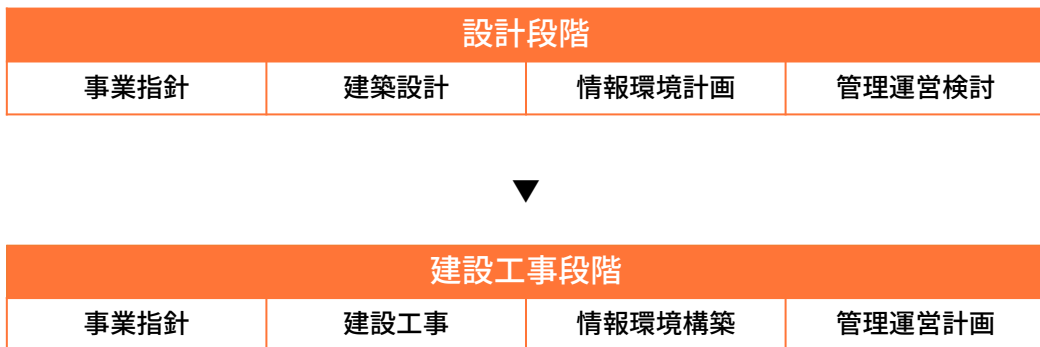 設計段階
事業指針 建築設計 情報環境計画 管理運営検討
▼
建設工事段階
事業指針 建設工事 情報環境構築 管理運営計画